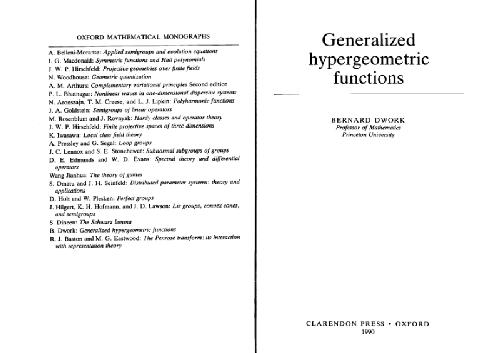 OXFORD MATHEMATICAL MONOGRAPHS
A. Belleni-Morante: Applied semigroups and evolution equations
I. G. Macdonald: Symmetric functions and Hall polynomials
J. W. P. Hirschfeld: Projective geometries over finite fields
N. Woodhouse: Geometric quantization
A. M. Arthurs: Complementary variational principles Second edition
P. L. Bhatnagar: Nonlinear waves in one-dimensional dispersive systems
N. Aronszajn, T. M. Creese, and L. J. Lipkin: Polyharmonic functions
J. A. Goldstein: Semigroups of linear operators
M. Rosenblum and J. Rovnyak: Hardy classes and operator theory
J. W. P. Hirschfeld: Finite projective spaces of three dimensions
K. Iwasawa: Local class field theory
A. Pressley and G. Segal: Loop groups
J. C. Lennox and S. E. Stonehewer: Subnormal subgroups of groups
D. E. Edmunds and W. D. Evans: Spectral theory and differential
operators
Wang Jianhua: The theory of games
S. Omatu and J. H. Seinfeld: Distributed parameter systems: theory and
applications
D. Holt and W. Plesken: Perfect groups
J. Hilgert, K. H. Hofmann, and J. D. Lawson: Lie groups, convex cones,
and semigroups
S. Dineen: The Schwarz lemma
B. Dwork: Generalized hypergeometric functions
R. J. Baston and M. G. Eastwood: The Penrose transform: its interaction
with representation theory
Generalized
hypergeometric
functions
BERNARD DWORK
Professor of Mathematics
Princeton University
CLARENDON PRESS • OXFORD
1990